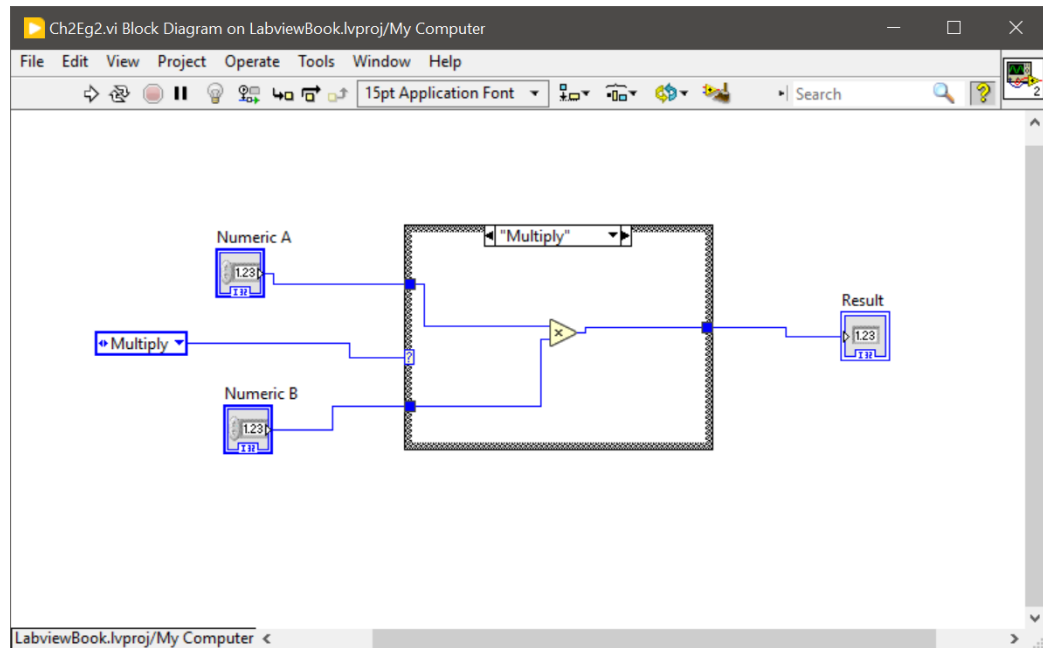 Ch2Eg2.vi Block Diagram on LabviewBook.lvproj/My Computer
File Edit View Project Operate Tools Window Help
15pt Application Font
Search
?
2
"Multiply"
Numeric A
1.23
I32
Result
1.23
I32
Multiply
?
×
Numeric B
1.23
I32
LabviewBook.lvproj/My Computer